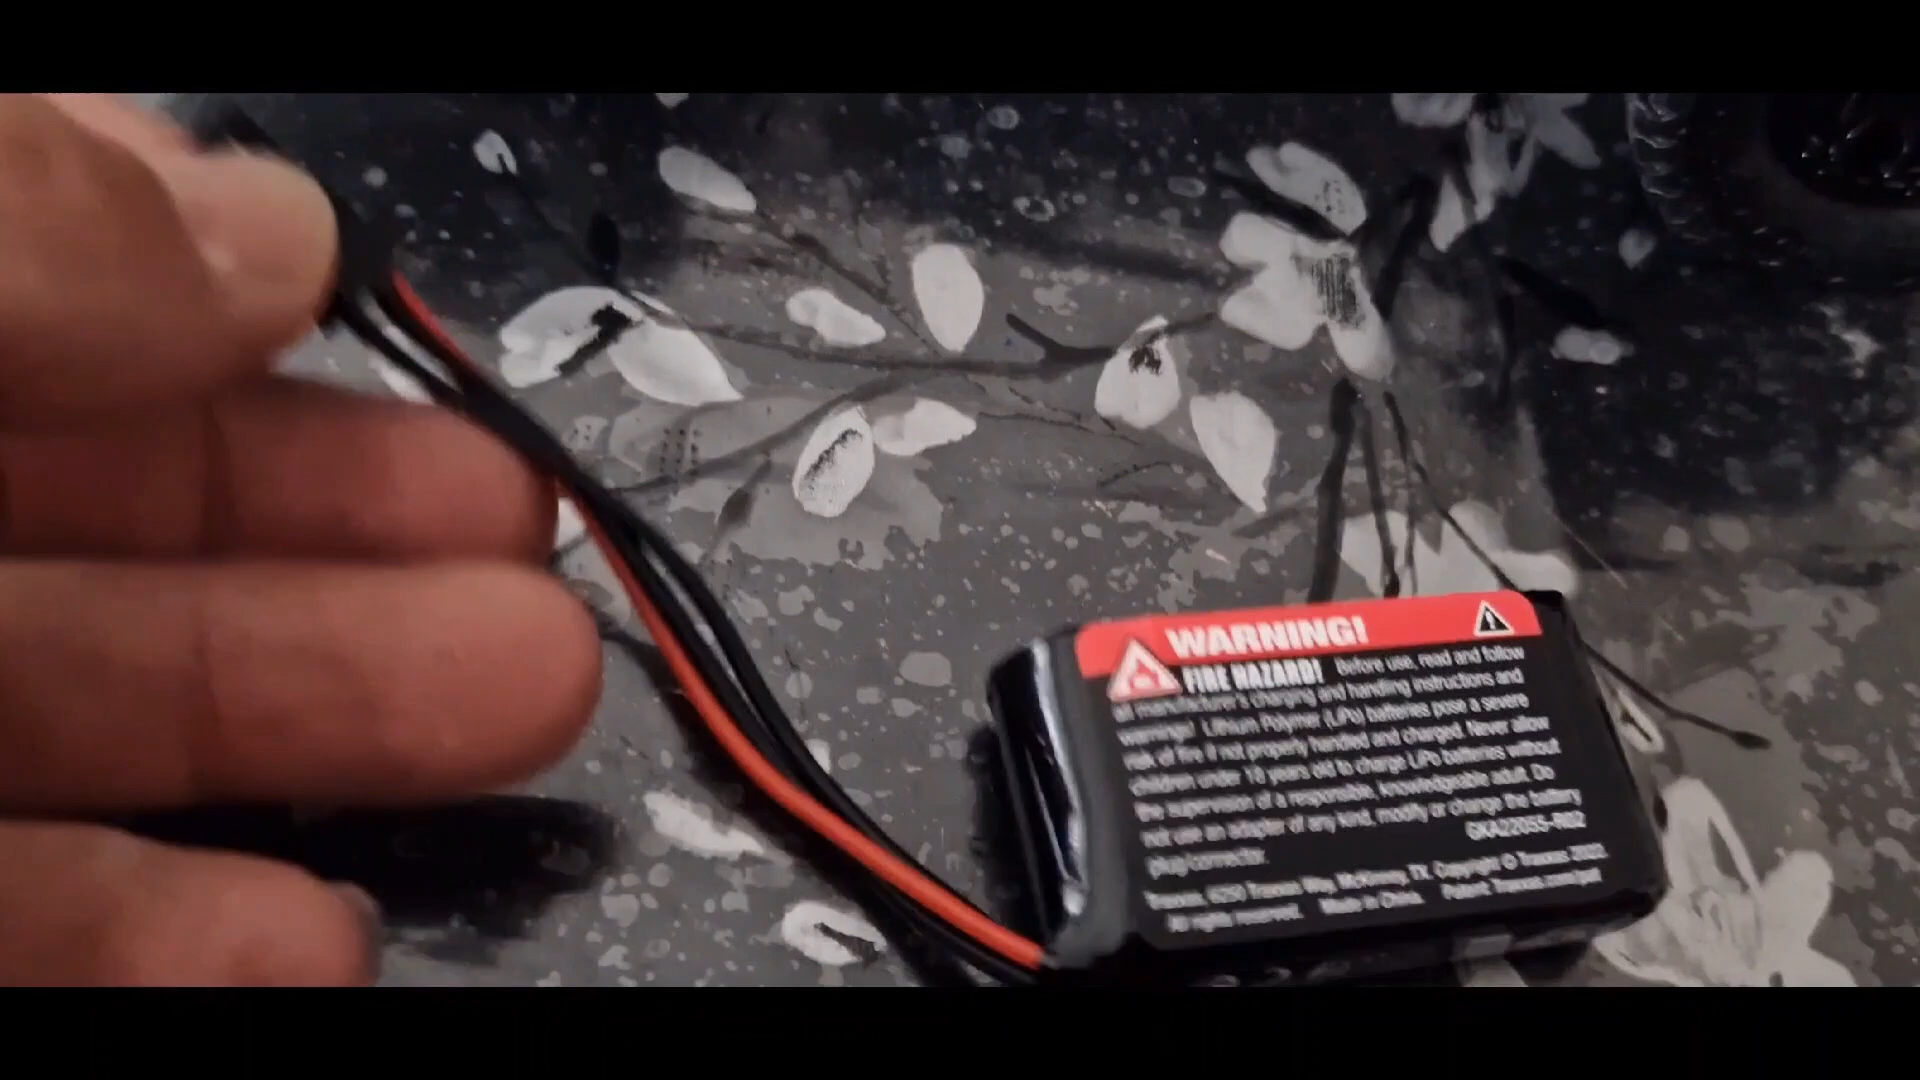 WARNING!
FIRE HAZARD! Before use, read and follow
all manufacturer's charging and handling instructions and
warnings! Lithium Polymer (LiPo) batteries pose a severe
risk of fire if not properly handled and charged. Never allow
children under 16 years old to charge LiPo batteries without
the supervision of a responsible, knowledgeable adult. Do
not use an adapter of any kind, modify or change the battery
plug/connector.
GKA22055-R02
Traxxas, 6250 Traxxas Way, McKinney, TX, Copyright © Traxxas 2022.
All rights reserved. Made in China. Patent: Traxxas.com/pat